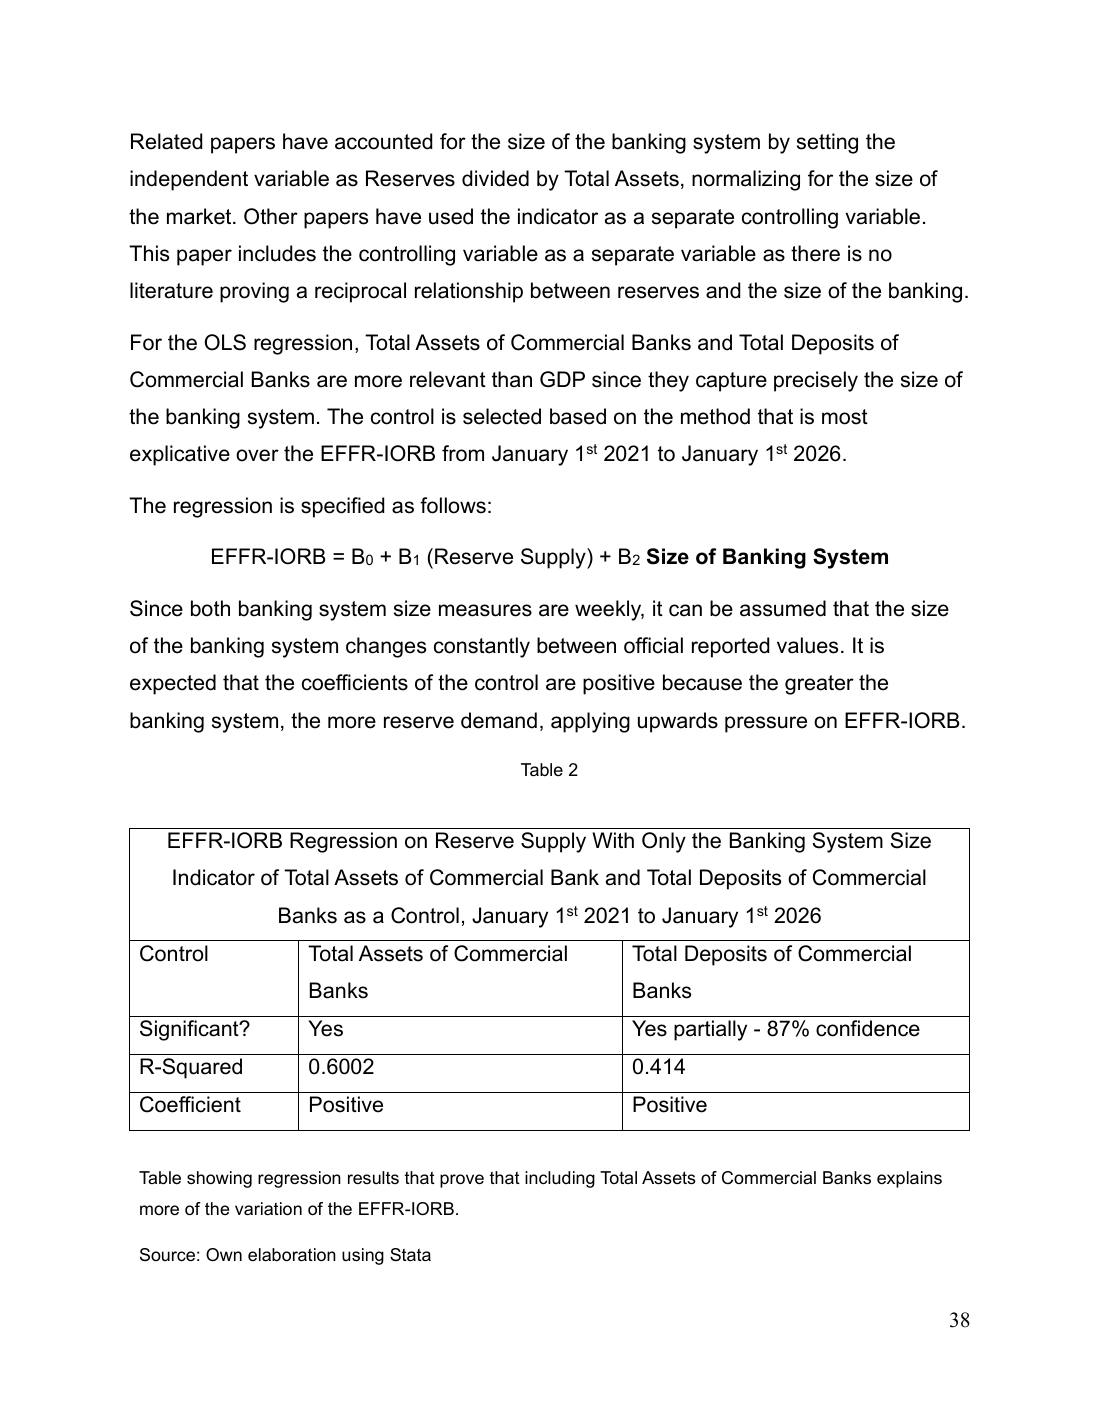 Related papers have accounted for the size of the banking system by setting the
independent variable as Reserves divided by Total Assets, normalizing for the size of
the market. Other papers have used the indicator as a separate controlling variable.
This paper includes the controlling variable as a separate variable as there is no
literature proving a reciprocal relationship between reserves and the size of the banking.
For the OLS regression, Total Assets of Commercial Banks and Total Deposits of
Commercial Banks are more relevant than GDP since they capture precisely the size of
the banking system. The control is selected based on the method that is most
explicative over the EFFR-IORB from January 1st 2021 to January 1st 2026.
The regression is specified as follows:
EFFR-IORB = B0 + B1 (Reserve Supply) + B2 Size of Banking System
Since both banking system size measures are weekly, it can be assumed that the size
of the banking system changes constantly between official reported values. It is
expected that the coefficients of the control are positive because the greater the
banking system, the more reserve demand, applying upwards pressure on EFFR-IORB.
Table 2
EFFR-IORB Regression on Reserve Supply With Only the Banking System Size
Indicator of Total Assets of Commercial Bank and Total Deposits of Commercial
Banks as a Control, January 1st 2021 to January 1st 2026
Control
Total Assets of Commercial
Banks
Total Deposits of Commercial
Banks
Significant?
Yes
Yes partially - 87% confidence
R-Squared
0.6002
0.414
Coefficient
Positive
Positive
Table showing regression results that prove that including Total Assets of Commercial Banks explains
more of the variation of the EFFR-IORB.
Source: Own elaboration using Stata
38